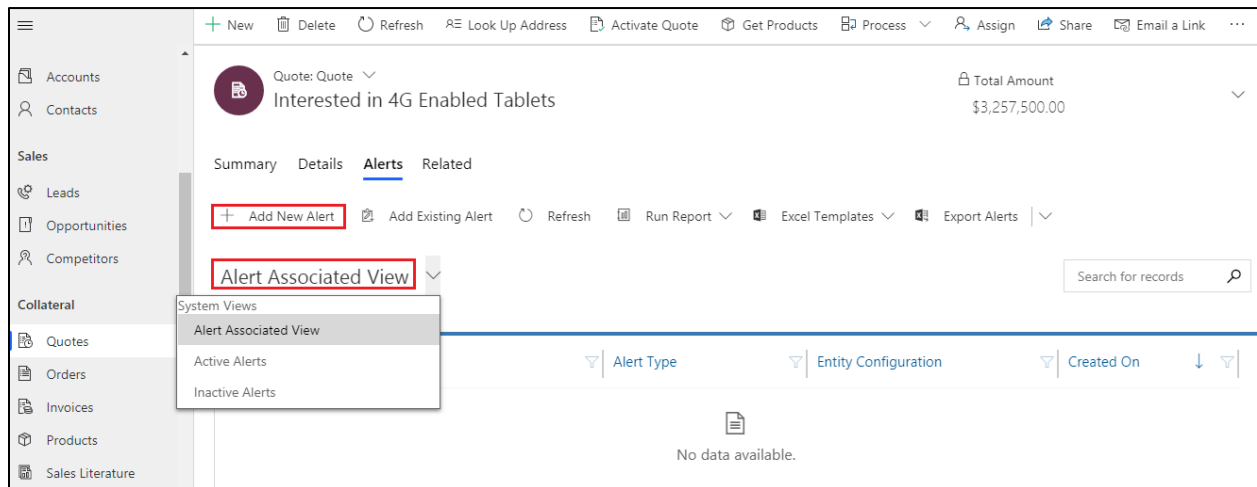 New Delete Refresh Look Up Address Activate Quote Get Products Process Assign Share Email a Link ...
Accounts
Contacts
Sales
Leads
Opportunities
Competitors
Collateral
Quotes
Orders
Invoices
Products
Sales Literature
Quote: Quote
Interested in 4G Enabled Tablets
Total Amount
$3,257,500.00
Summary Details Alerts Related
Add New Alert Add Existing Alert Refresh Run Report Excel Templates Export Alerts
Alert Associated View
Search for records
System Views
Alert Associated View
Active Alerts
Inactive Alerts
Alert Type Entity Configuration Created On
No data available.